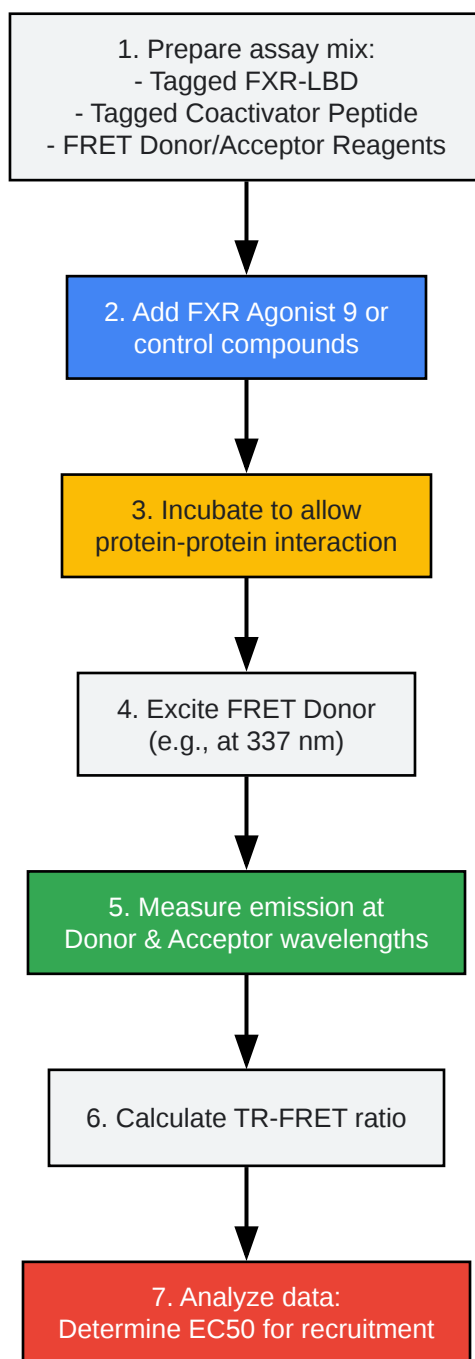 1. Prepare assay mix:
- Tagged FXR-LBD
- Tagged Coactivator Peptide
- FRET Donor/Acceptor Reagents
2. Add FXR Agonist 9 or
control compounds
3. Incubate to allow
protein-protein interaction
4. Excite FRET Donor
(e.g., at 337 nm)
5. Measure emission at
Donor & Acceptor wavelengths
6. Calculate TR-FRET ratio
7. Analyze data:
Determine EC50 for recruitment